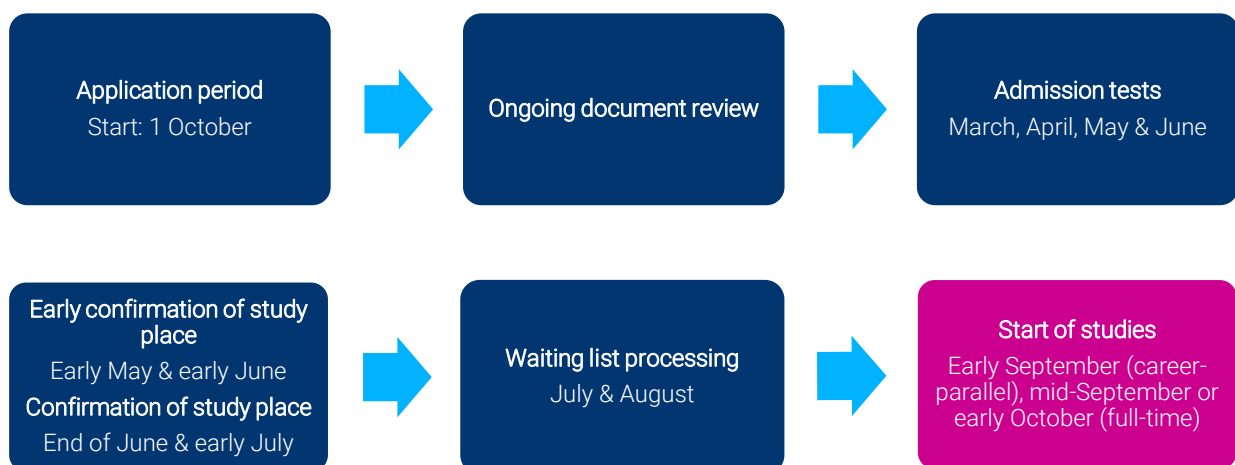 Application period
Start: 1 October
Ongoing document review
Admission tests
March, April, May & June
Early confirmation of study
place
Early May & early June
Confirmation of study place
End of June & early July
Waiting list processing
July & August
Start of studies
Early September (career-
parallel), mid-September or
early October (full-time)